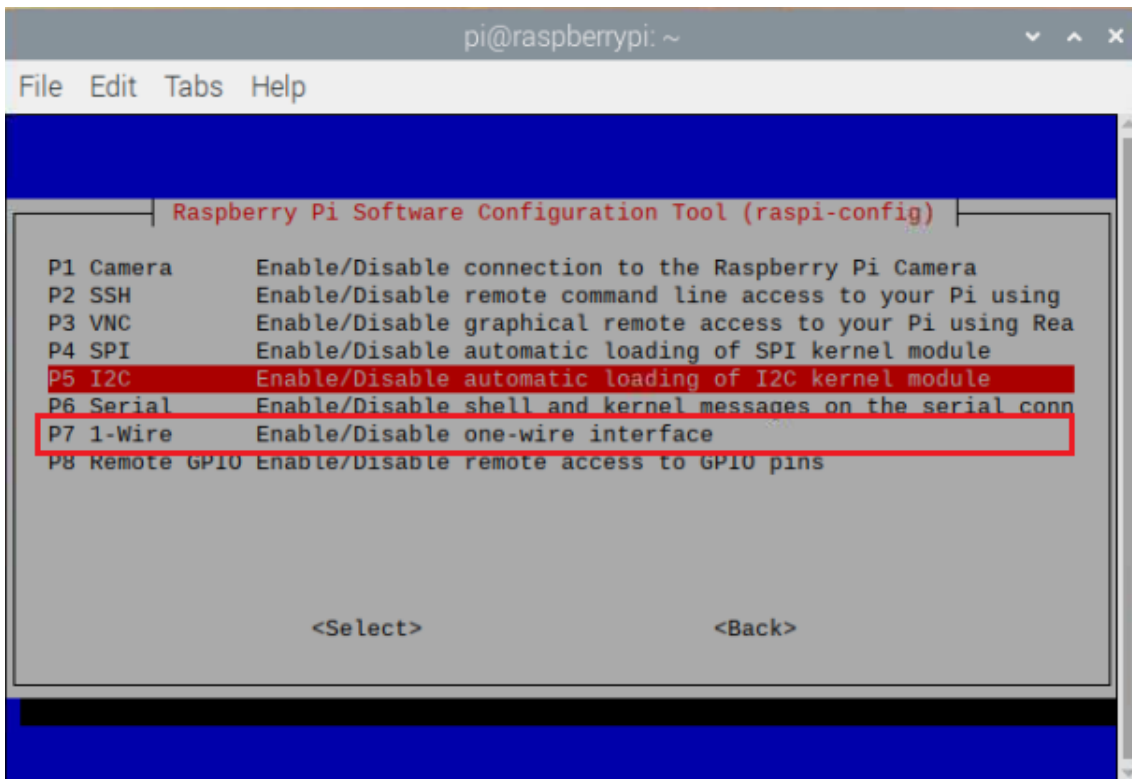 pi@raspberrypi: ~
File Edit Tabs Help
Raspberry Pi Software Configuration Tool (raspi-config)
P1 Camera Enable/Disable connection to the Raspberry Pi Camera
P2 SSH Enable/Disable remote command line access to your Pi using
P3 VNC Enable/Disable graphical remote access to your Pi using Rea
P4 SPI Enable/Disable automatic loading of SPI kernel module
P5 I2C Enable/Disable automatic loading of I2C kernel module
P6 Serial Enable/Disable shell and kernel messages on the serial conn
P7 1-Wire Enable/Disable one-wire interface
P8 Remote GPIO Enable/Disable remote access to GPIO pins
<Select> <Back>